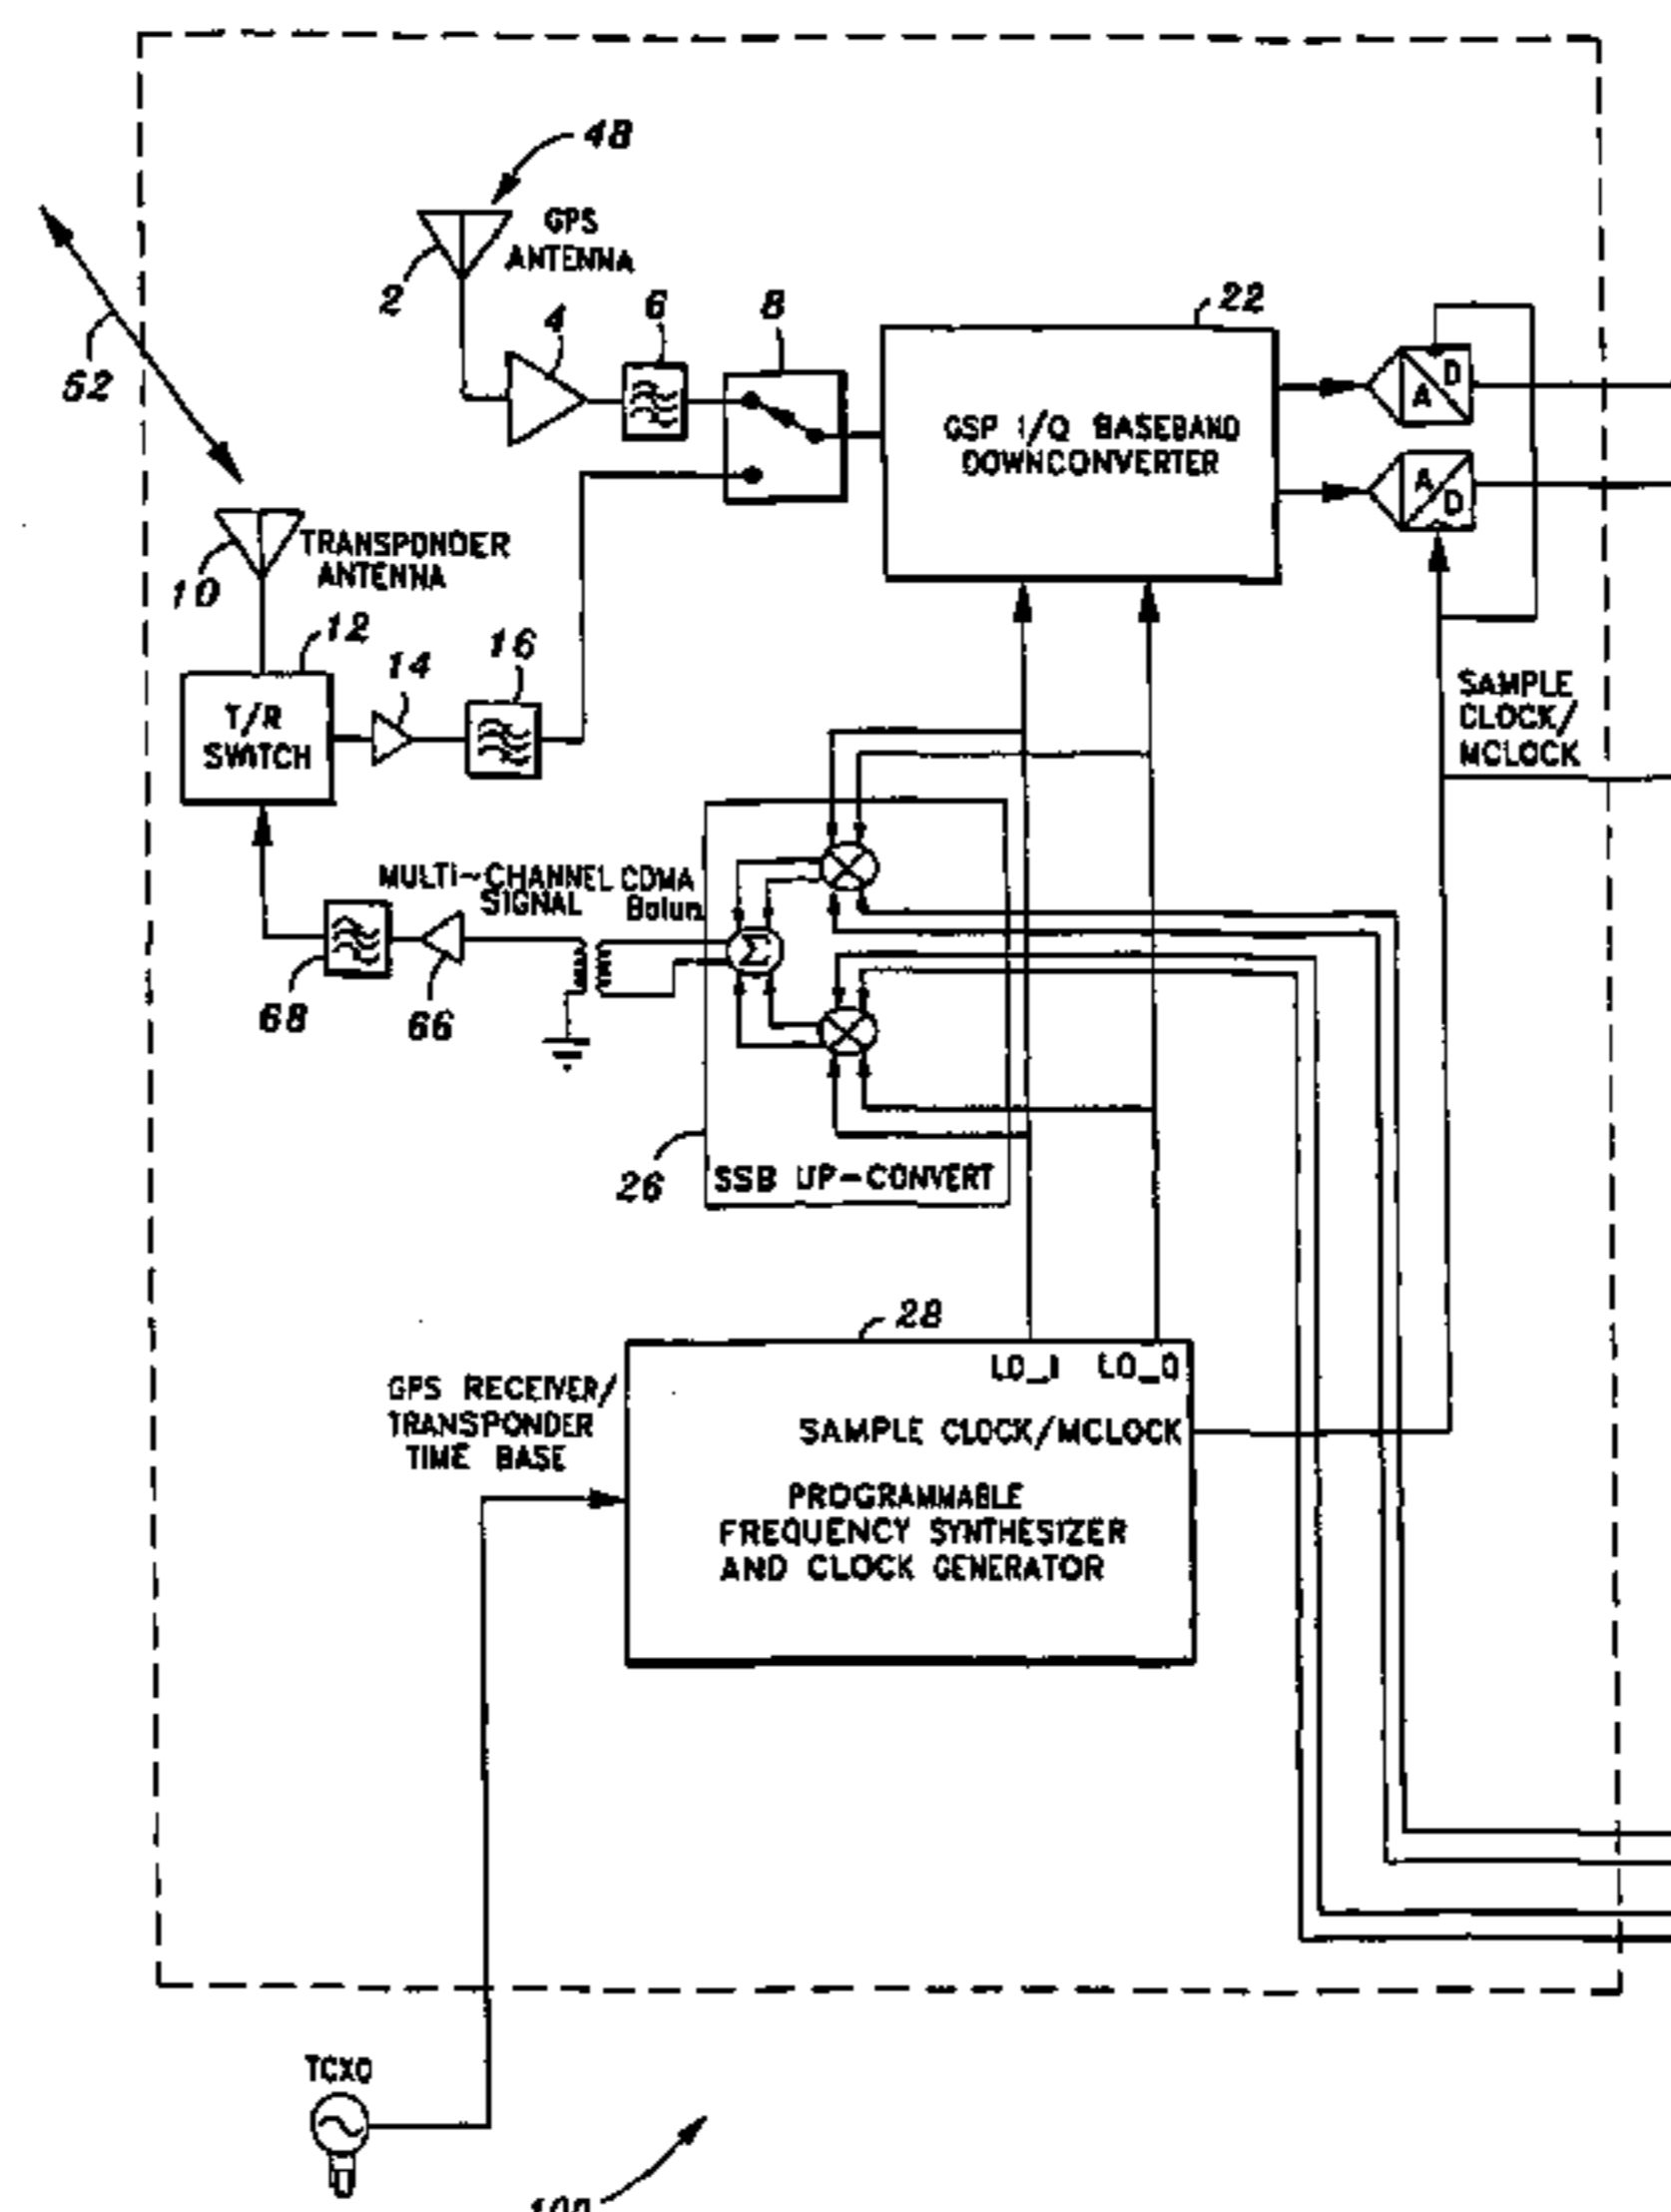 48
GPS
ANTENNA
2
4
6
8
22
52
GSP I/Q BASEBAND
DOWNCONVERTER
A
D
A
D
10
TRANSPONDER
ANTENNA
12
14
16
T/R
SWITCH
SAMPLE
CLOCK/
MCLOCK
MULTI-CHANNEL CDMA
SIGNAL
Balun
Σ
68
66
26
SSB UP-CONVERT
28
LO_I LO_Q
GPS RECEIVER/
TRANSPONDER
TIME BASE
SAMPLE CLOCK/MCLOCK
PROGRAMMABLE
FREQUENCY SYNTHESIZER
AND CLOCK GENERATOR
TCXO
100